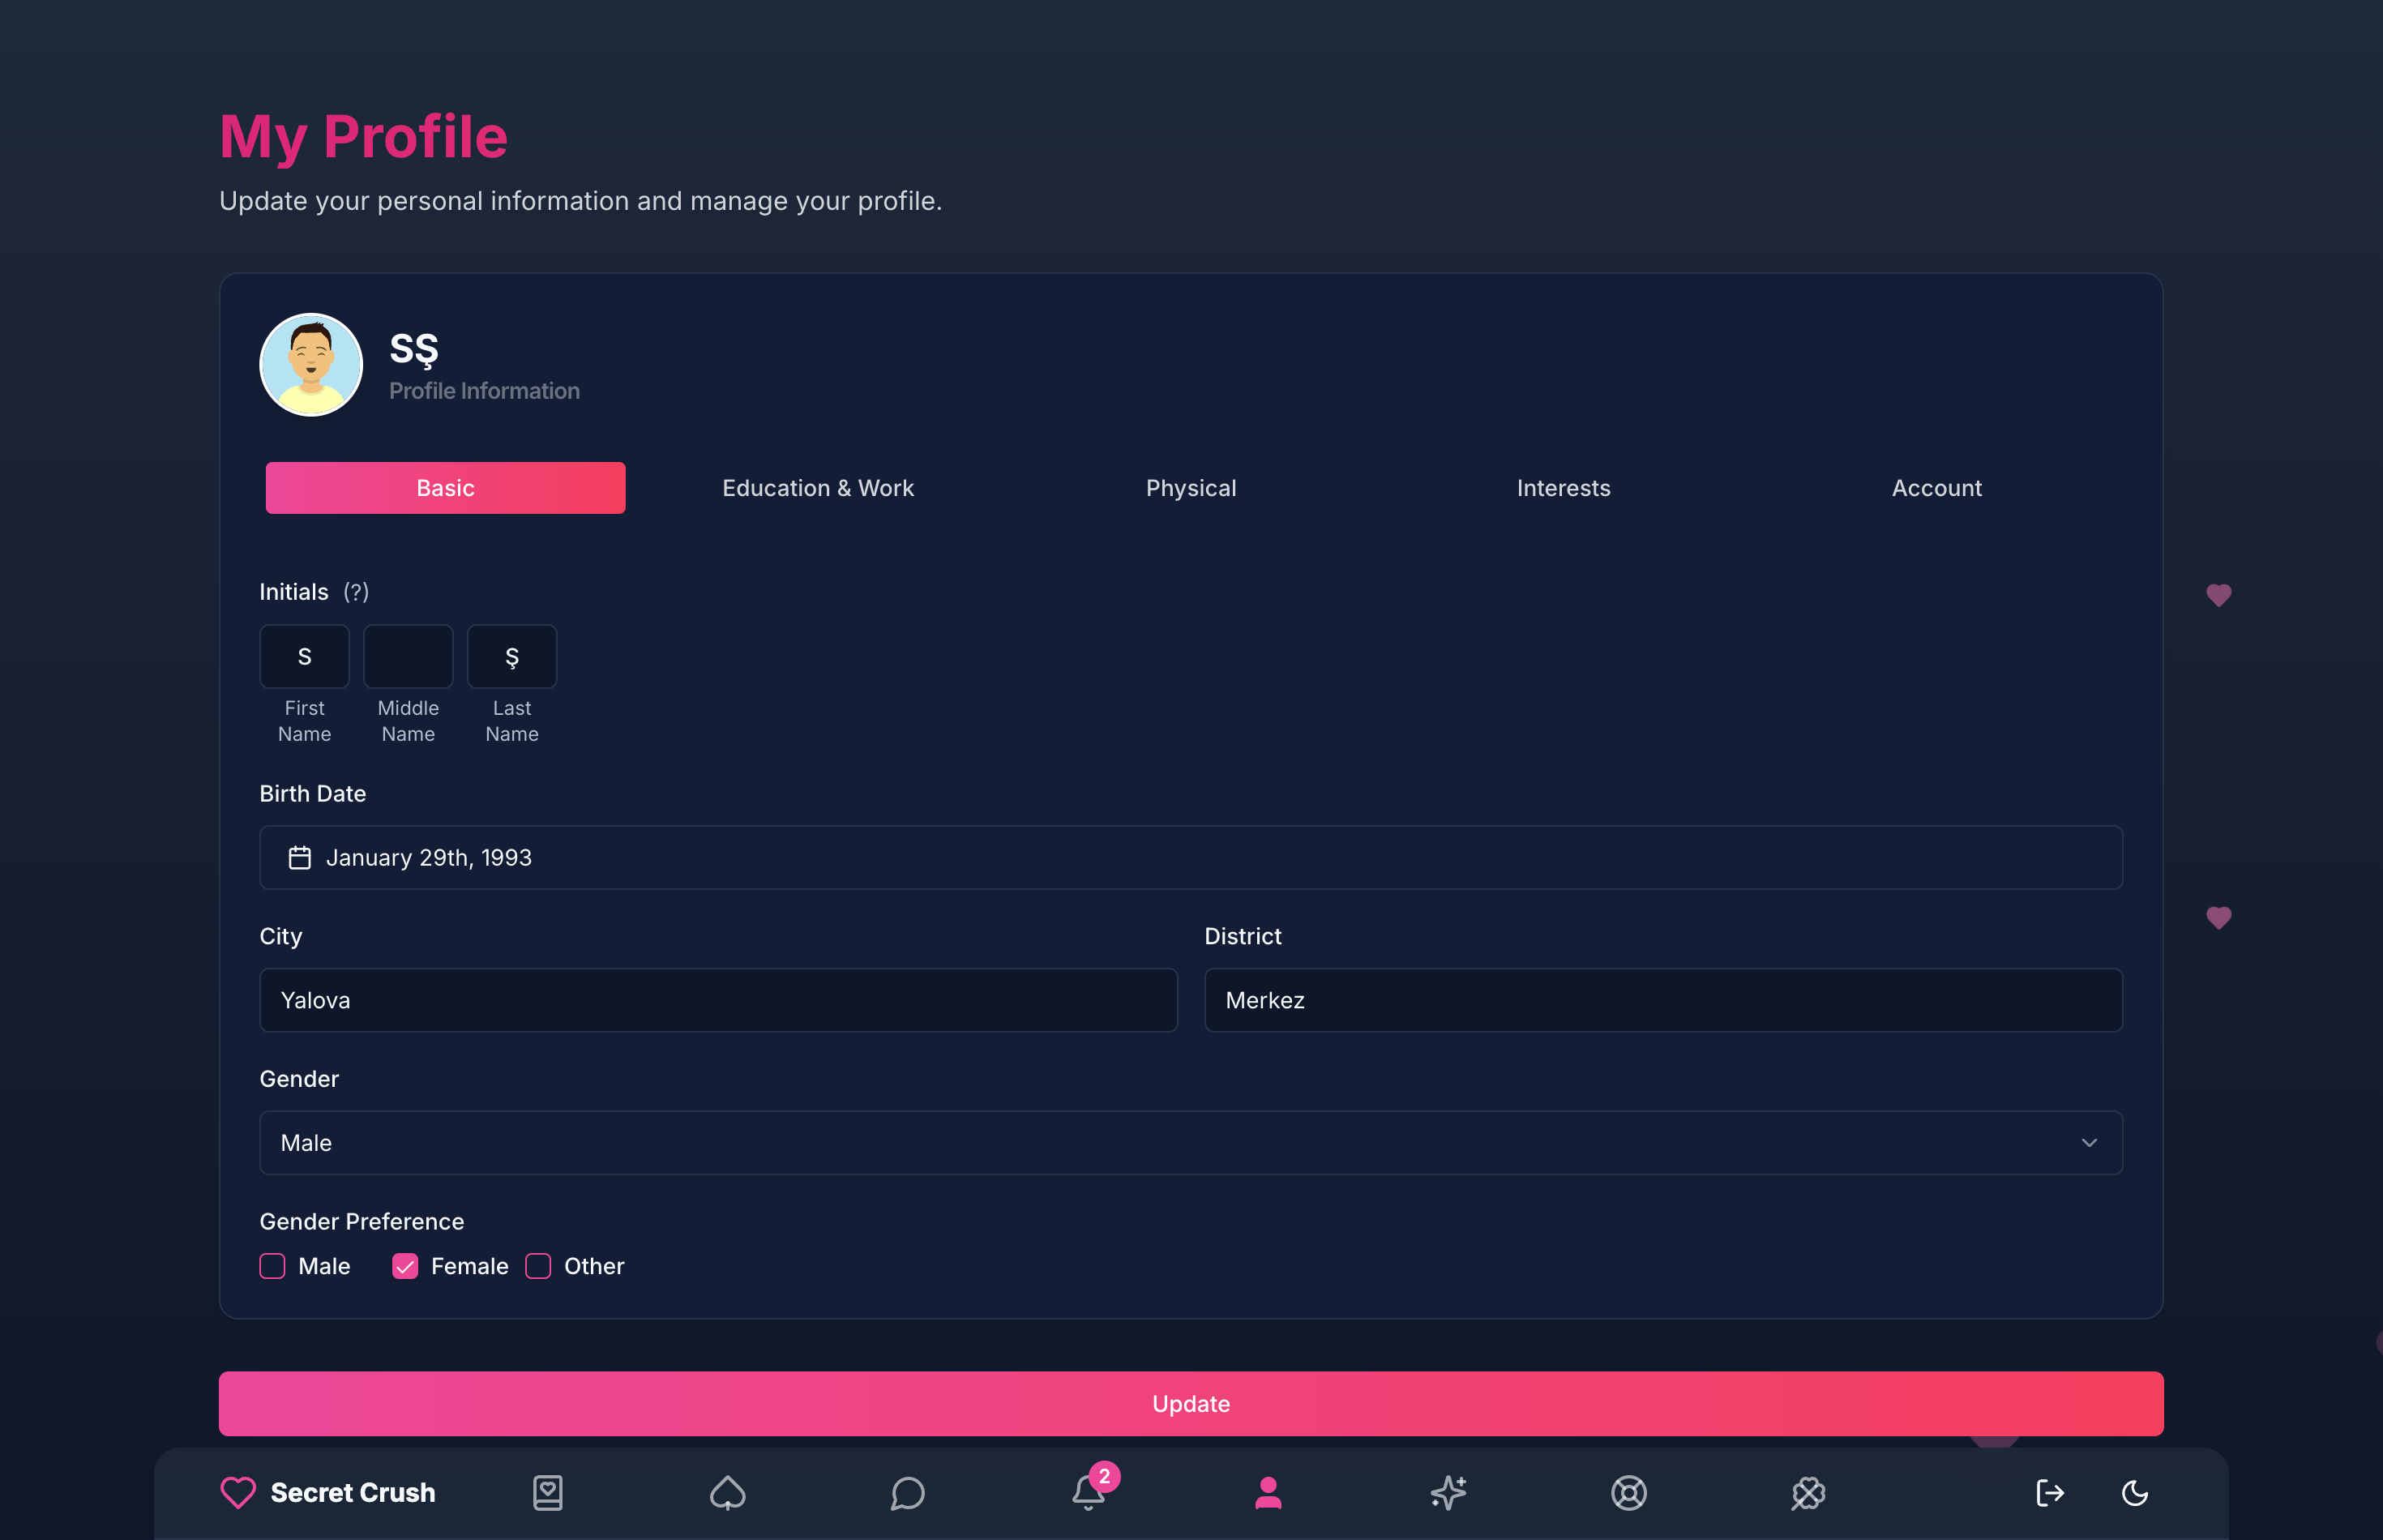 My Profile
Update your personal information and manage your profile.
SŞ
Profile Information
Basic
Education & Work
Physical
Interests
Account
Initials (?)
S
Ş
First
Name
Middle
Name
Last
Name
Birth Date
January 29th, 1993
City
District
Yalova
Merkez
Gender
Male
Gender Preference
Male
Female
Other
Update
Secret Crush
2